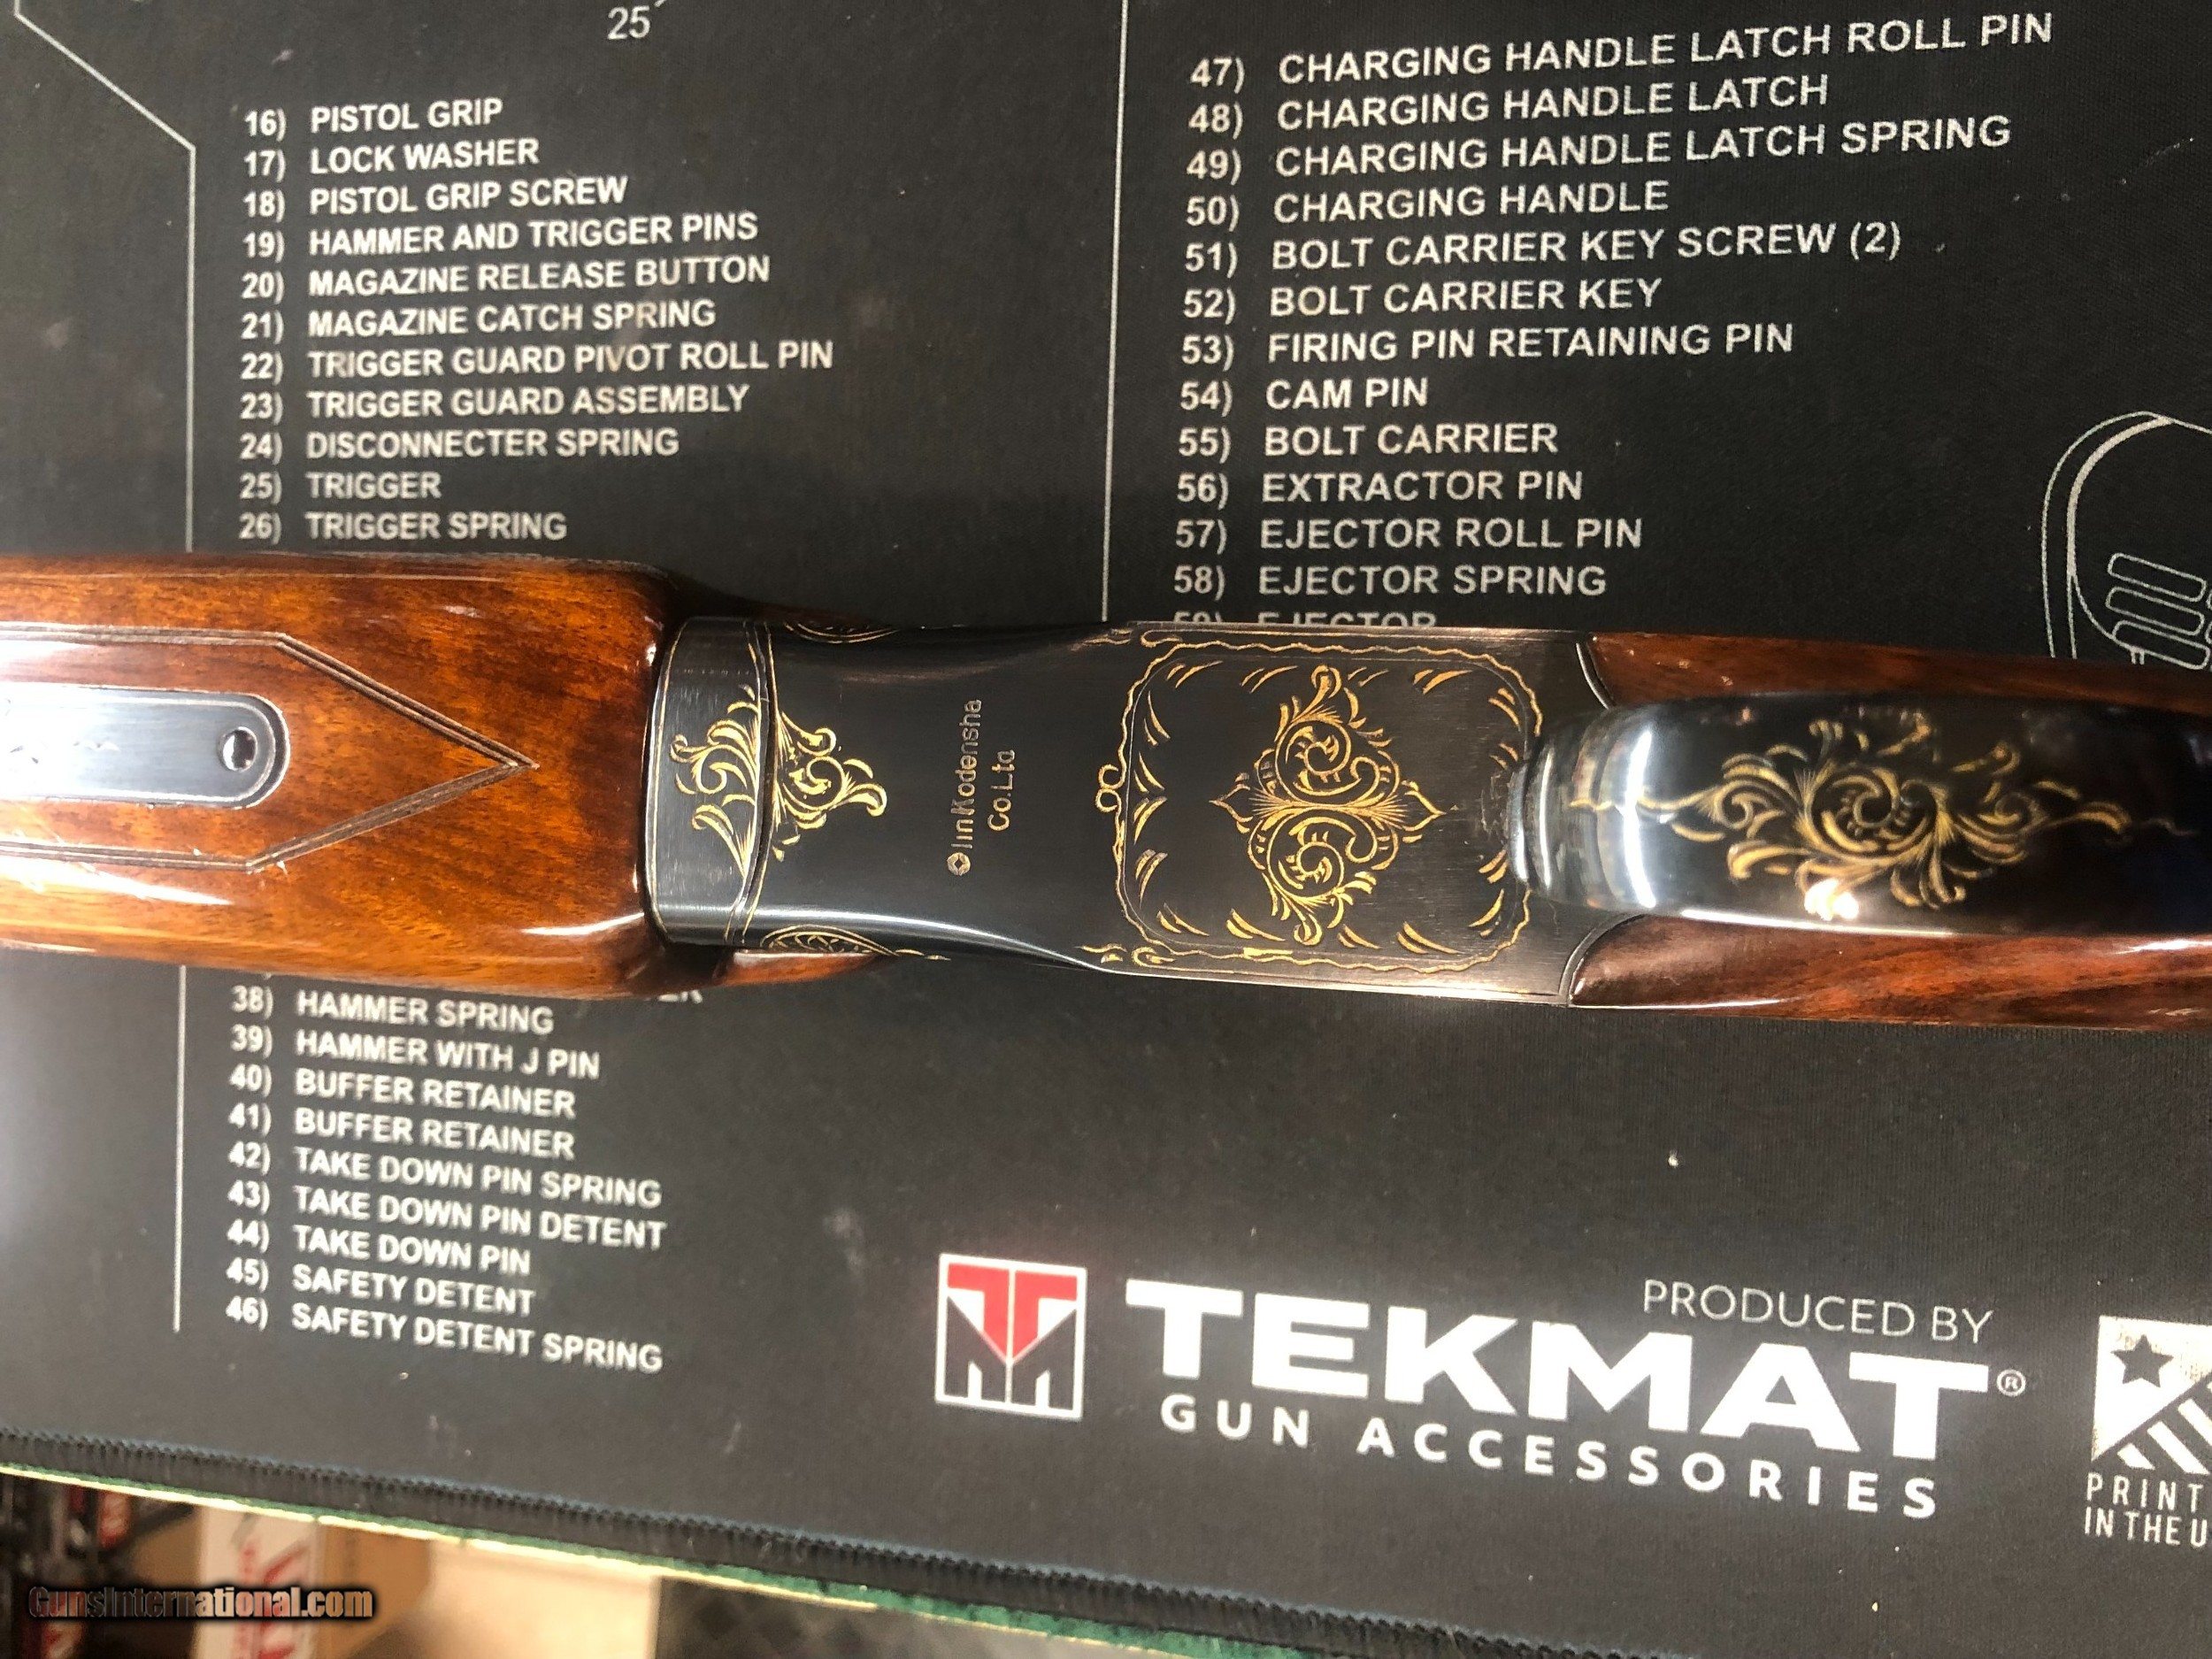 25
16) PISTOL GRIP
17) LOCK WASHER
18) PISTOL GRIP SCREW
19) HAMMER AND TRIGGER PINS
20) MAGAZINE RELEASE BUTTON
21) MAGAZINE CATCH SPRING
22) TRIGGER GUARD PIVOT ROLL PIN
23) TRIGGER GUARD ASSEMBLY
24) DISCONNECTER SPRING
25) TRIGGER
26) TRIGGER SPRING
38) HAMMER SPRING
39) HAMMER WITH J PIN
40) BUFFER RETAINER
41) BUFFER RETAINER
42) TAKE DOWN PIN SPRING
43) TAKE DOWN PIN DETENT
44) TAKE DOWN PIN
45) SAFETY DETENT
46) SAFETY DETENT SPRING
47) CHARGING HANDLE LATCH ROLL PIN
48) CHARGING HANDLE LATCH
49) CHARGING HANDLE LATCH SPRING
50) CHARGING HANDLE
51) BOLT CARRIER KEY SCREW (2)
52) BOLT CARRIER KEY
53) FIRING PIN RETAINING PIN
54) CAM PIN
55) BOLT CARRIER
56) EXTRACTOR PIN
57) EJECTOR ROLL PIN
58) EJECTOR SPRING
59) EJECTOR
Co.Ltd
PRODUCED BY
TEKMAT®
GUN ACCESSORIES
PRINT
IN THE U
GunsInternational.com